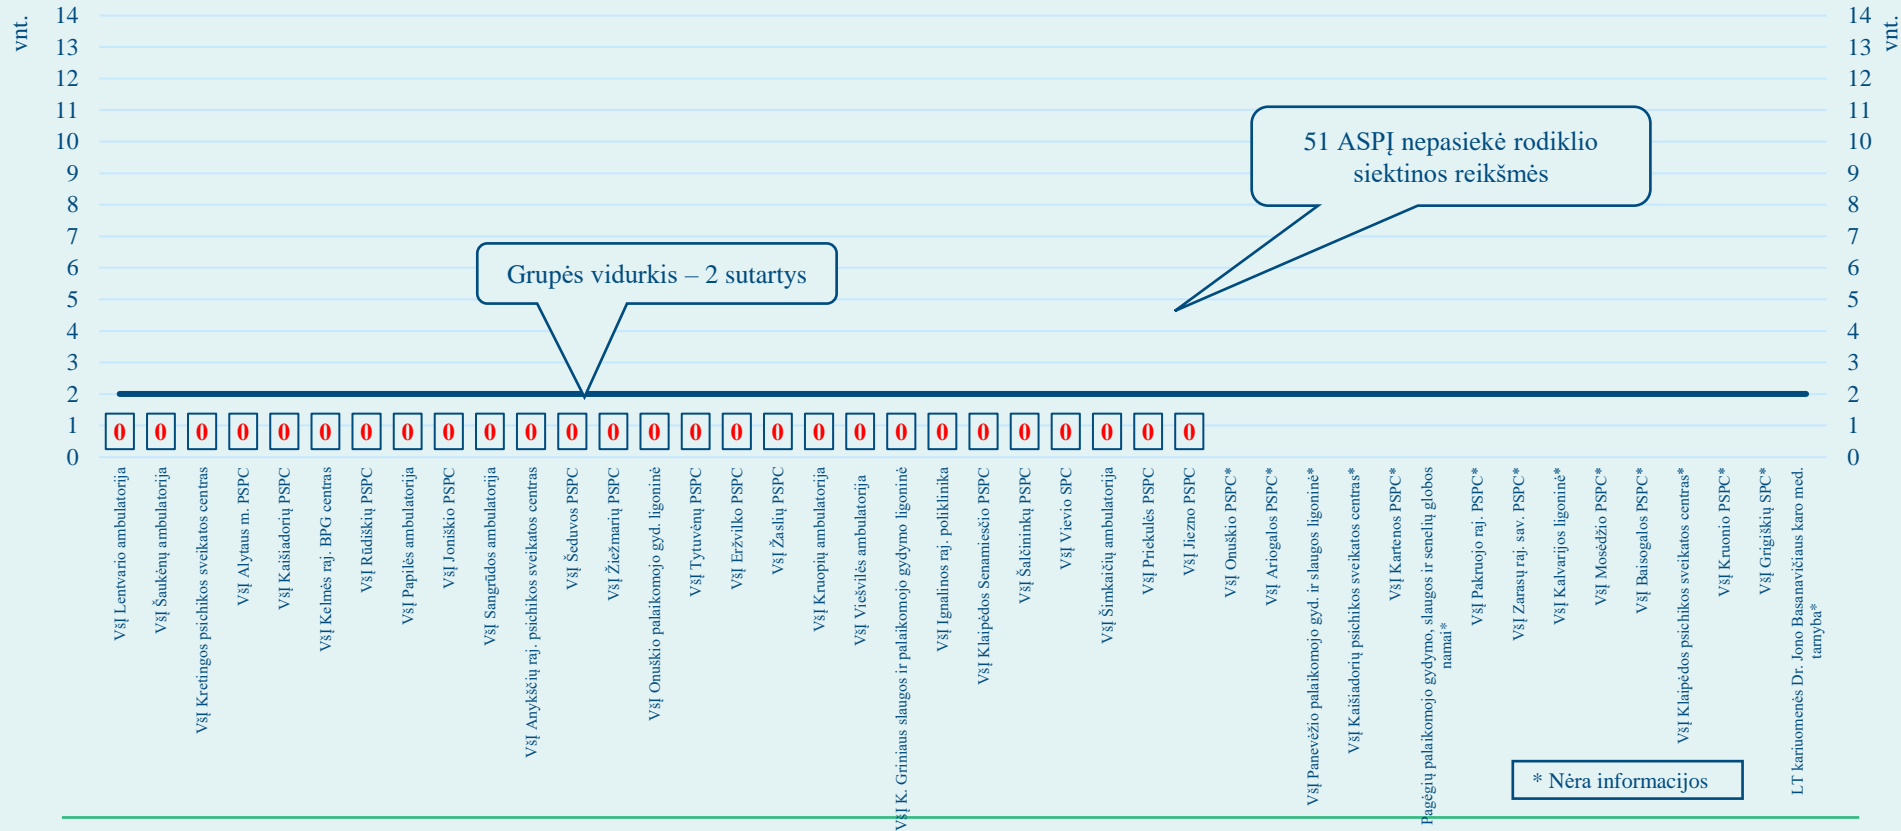 vnt.
14
13
12
11
10
9
8
7
6
5
4
3
2
1
0
14
13
12
11
10
9
8
7
6
5
4
3
2
1
0
vnt.
51 ASPĮ nepasiekė rodiklio
siektinos reikšmės
Grupės vidurkis – 2 sutartys
0 0 0 0 0 0 0 0 0 0 0 0 0 0 0 0 0 0 0 0 0 0 0 0 0 0 0
VšĮ Lentvario ambulatorija
VšĮ Šaukėnų ambulatorija
VšĮ Kretingos psichikos sveikatos centras
VšĮ Alytaus m. PSPC
VšĮ Kaišiadorių PSPC
VšĮ Kelmės raj. BPG centras
VšĮ Rūdiškių PSPC
VšĮ Papilės ambulatorija
VšĮ Joniškio PSPC
VšĮ Sangrūdos ambulatorija
VšĮ Anykščių raj. psichikos sveikatos centras
VšĮ Šeduvos PSPC
VšĮ Žiežmarių PSPC
VšĮ Onuškio palaikomojo gyd. ligoninė
VšĮ Tytuvėnų PSPC
VšĮ Eržvilko PSPC
VšĮ Žaslių PSPC
VšĮ Kruopių ambulatorija
VšĮ Viešvilės ambulatorija
VšĮ K. Griniaus slaugos ir palaikomojo gydymo ligoninė
VšĮ Ignalinos raj. poliklinika
VšĮ Klaipėdos Senamiesčio PSPC
VšĮ Šalčininkų PSPC
VšĮ Vievio SPC
VšĮ Šimkaičių ambulatorija
VšĮ Priekulės PSPC
VšĮ Jiezno PSPC
VšĮ Onuškio PSPC*
VšĮ Ariogalos PSPC*
VšĮ Panevėžio palaikomojo gyd. ir slaugos ligoninė*
VšĮ Kaišiadorių psichikos sveikatos centras*
VšĮ Kartenos PSPC*
Pagėgių palaikomojo gydymo, slaugos ir senelių globos
namai*
VšĮ Pakruojo raj. PSPC*
VšĮ Zarasų raj. sav. PSPC*
VšĮ Kalvarijos ligoninė*
VšĮ Mosėdžio PSPC*
VšĮ Baisogalos PSPC*
VšĮ Klaipėdos psichikos sveikatos centras*
VšĮ Kruonio PSPC*
VšĮ Grigiškių SPC*
LT kariuomenės Dr. Jono Basanavičiaus karo med.
tarnyba*
* Nėra informacijos